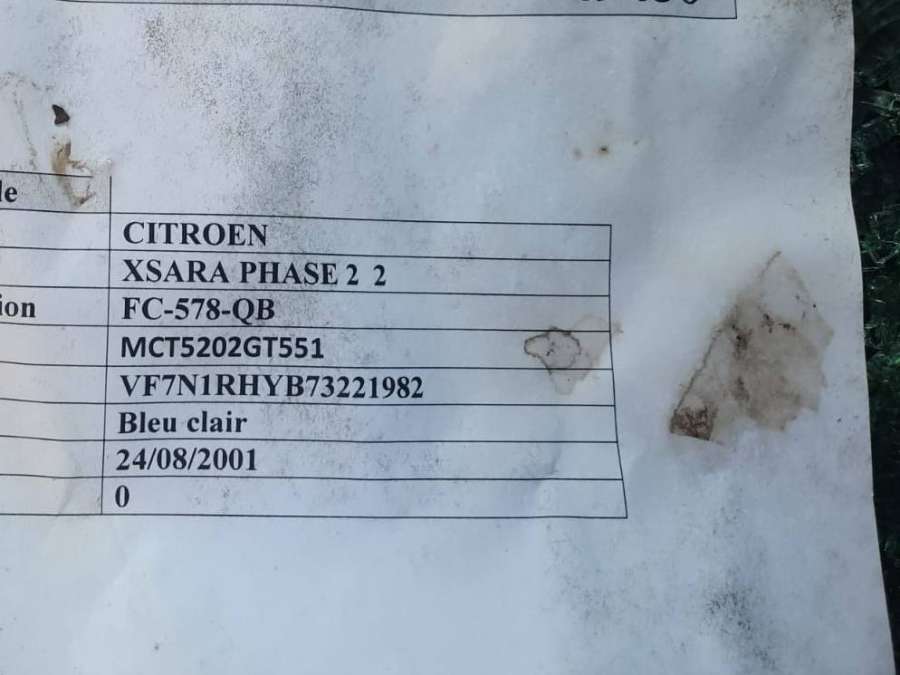 le
CITROEN
XSARA PHASE 2 2
ion FC-578-QB
MCT5202GT551
VF7N1RHYB73221982
Bleu clair
24/08/2001
0